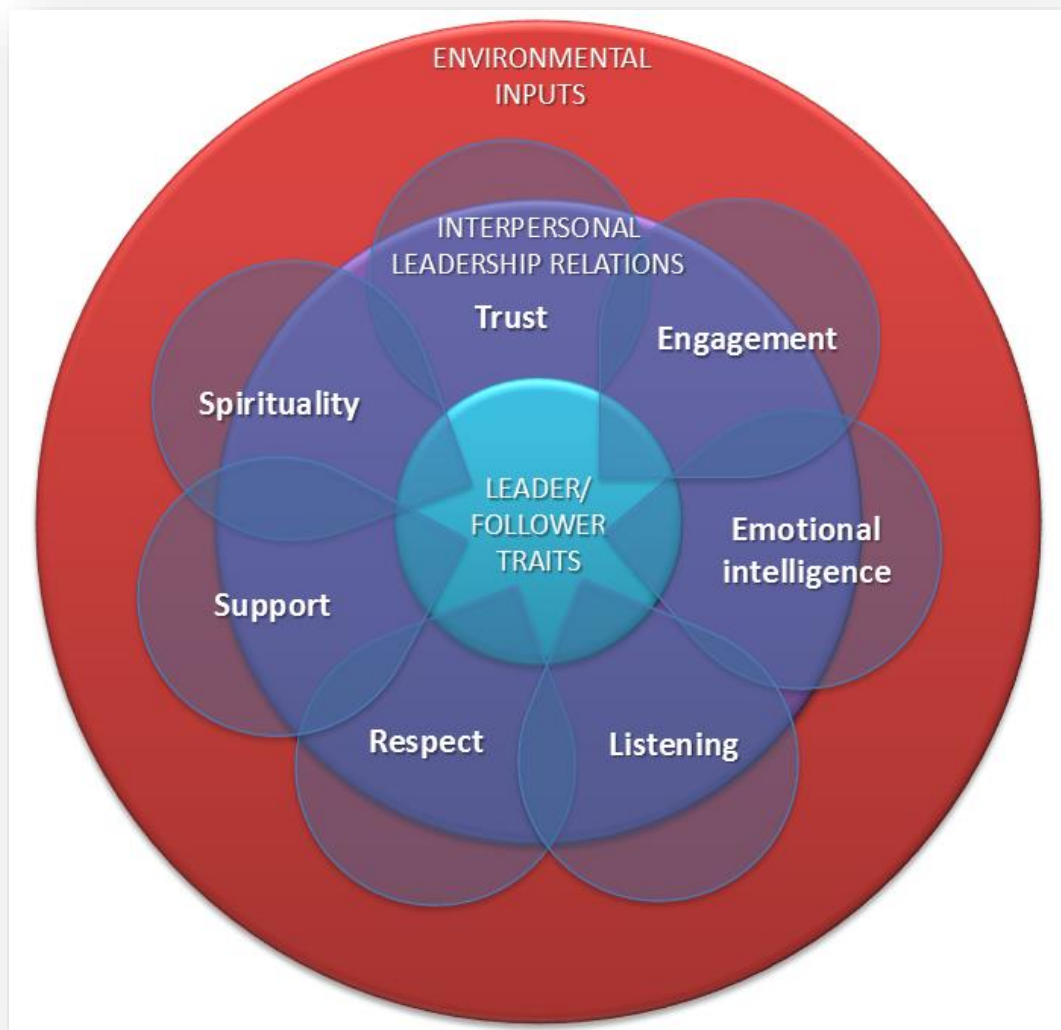 ENVIRONMENTAL
INPUTS
INTERPERSONAL
LEADERSHIP RELATIONS
Trust
Engagement
Spirituality
LEADER/
FOLLOWER
TRAITS
Emotional
intelligence
Support
Respect
Listening